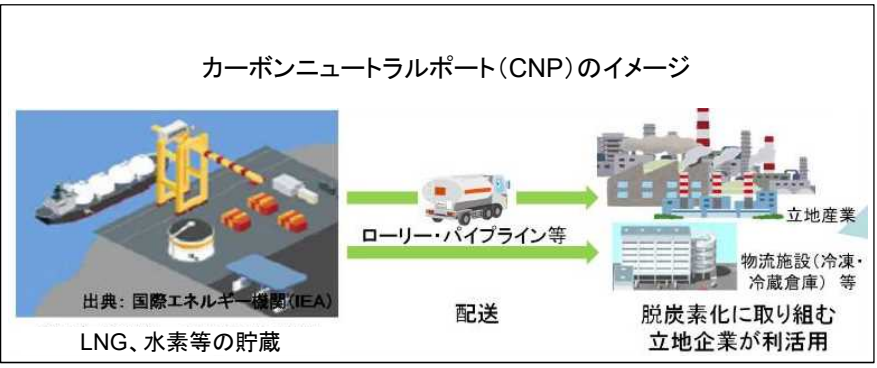 カーボンニュートラルポート(CNP)のイメージ
ローリー・パイプライン等
立地産業
物流施設(冷凍・
冷蔵倉庫) 等
出典: 国際エネルギー機関(IEA)
LNG、水素等の貯蔵
配送
脱炭素化に取り組む
立地企業が利活用